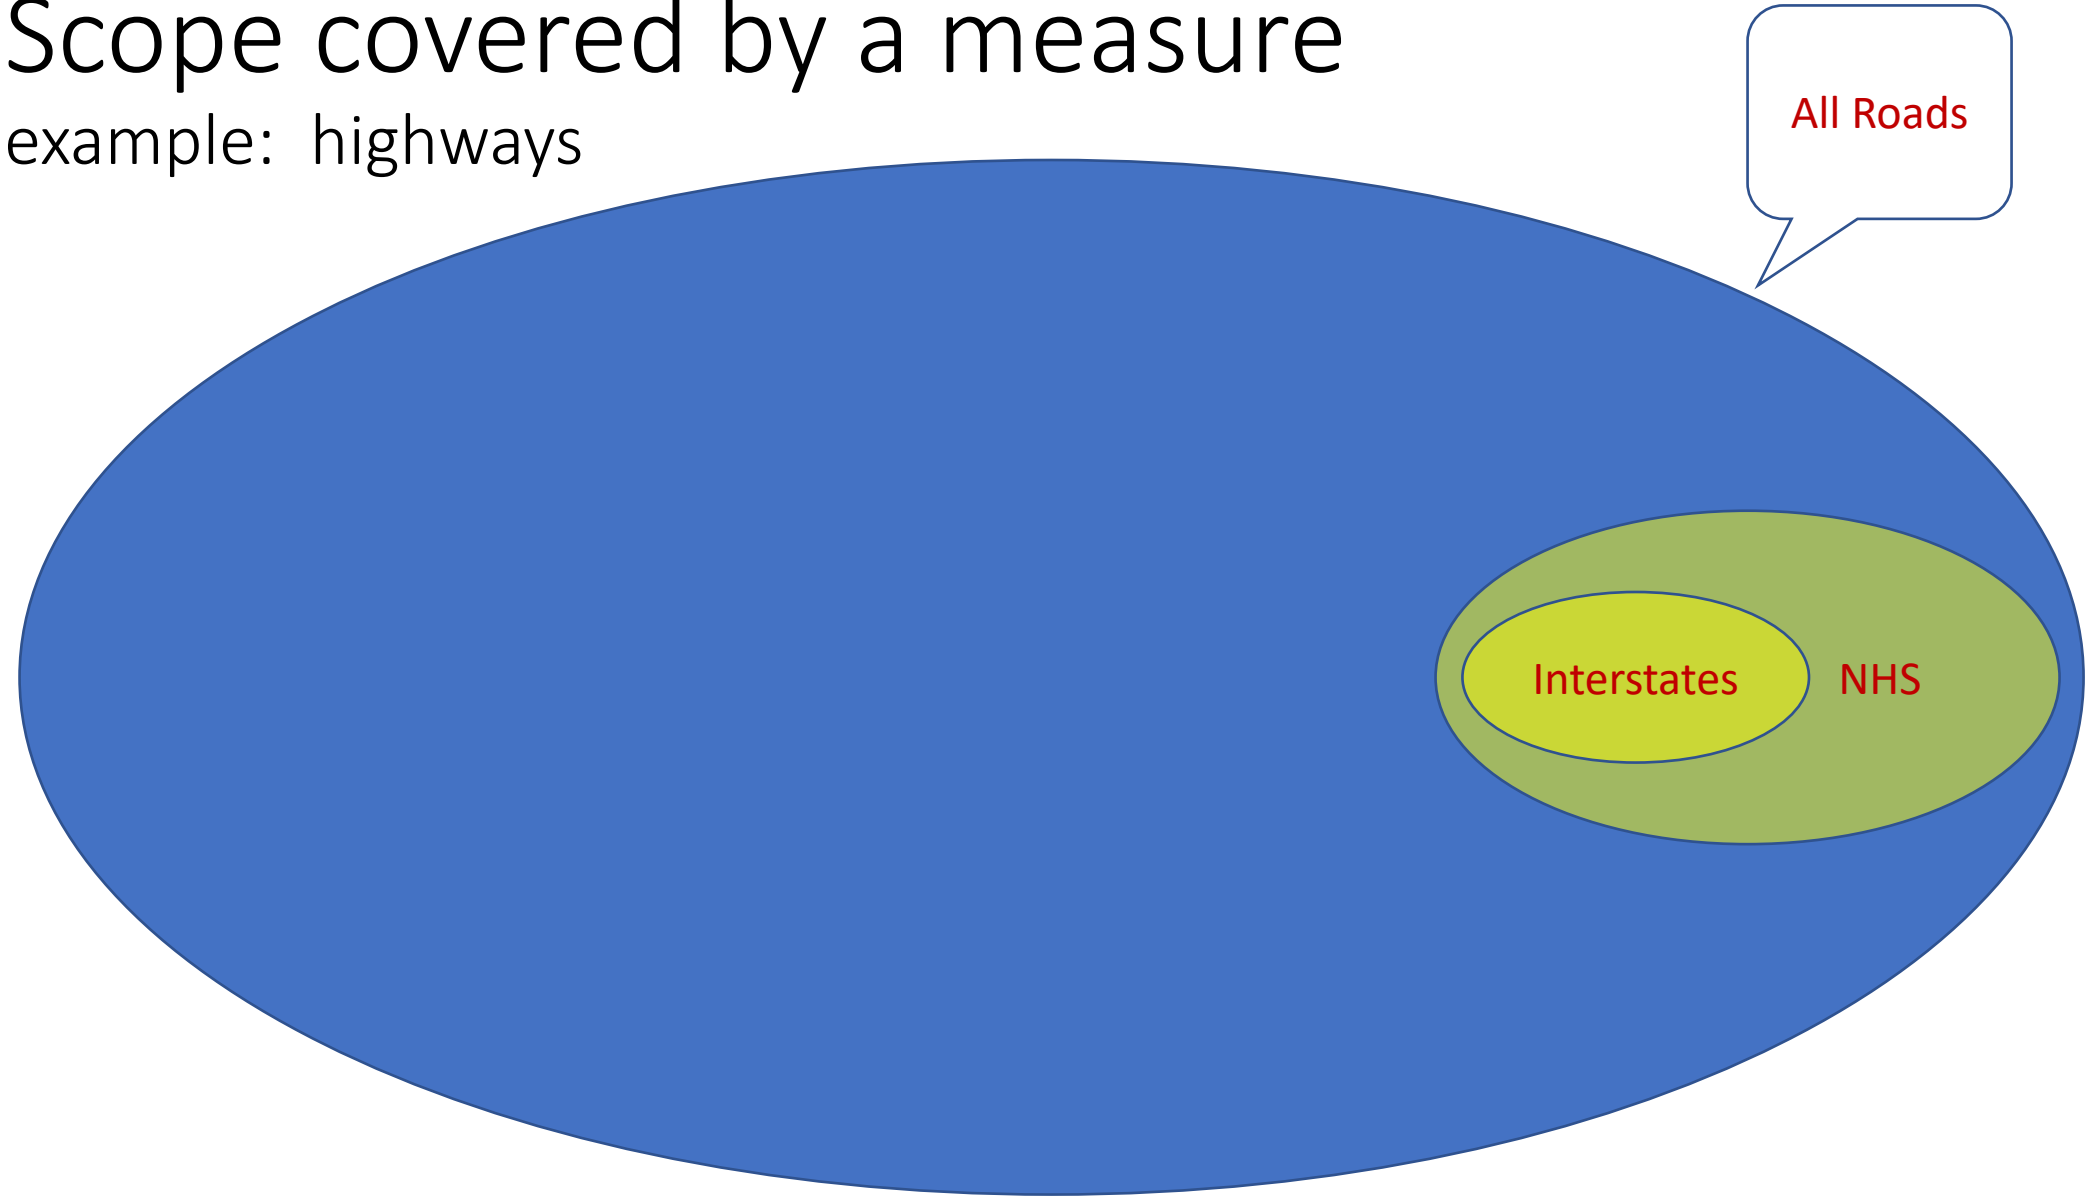 Scope covered by a measure
example: highways
All Roads
Interstates
NHS